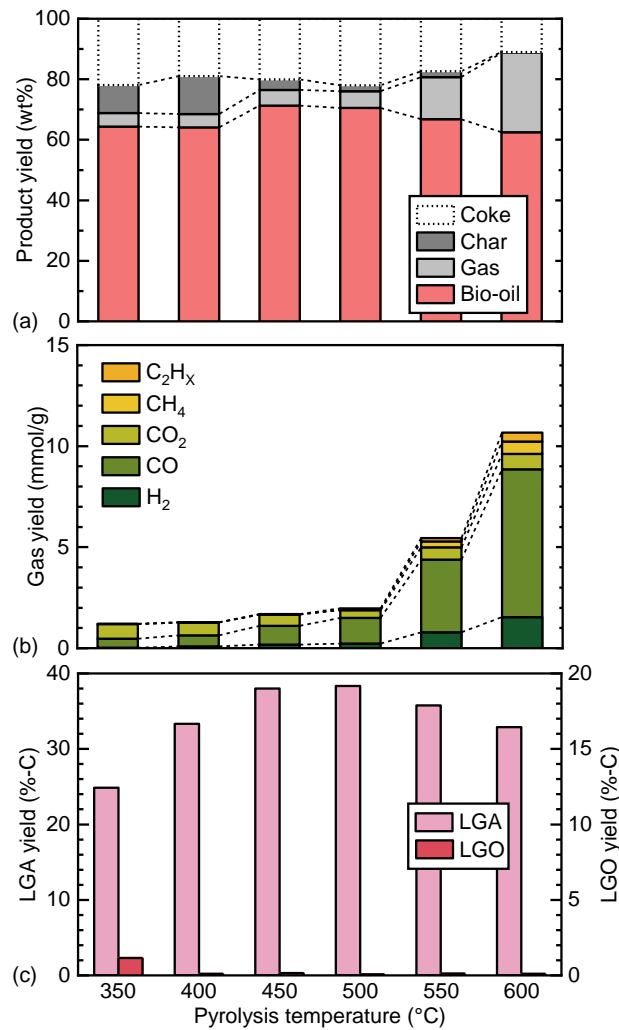 100
80
60
40
20
0
Product yield (wt%)
Coke
Char
Gas
Bio-oil
(a)
15
10
5
0
Gas yield (mmol/g)
C₂Hₓ
CH₄
CO₂
CO
H₂
(b)
40
30
20
10
0
LGA yield (%-C)
20
15
10
5
0
LGO yield (%-C)
LGA
LGO
(c)
350 400 450 500 550 600
Pyrolysis temperature (°C)